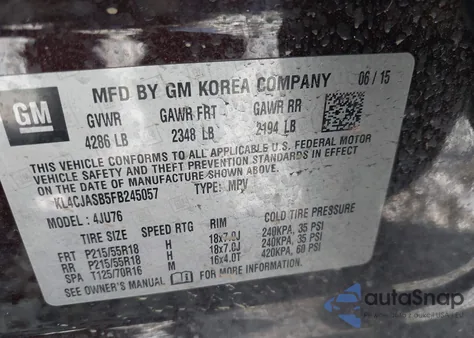 MFD BY GM KOREA COMPANY 06/15
GM
GVWR GAWR FRT GAWR RR
4286 LB 2348 LB 2194 LB
THIS VEHICLE CONFORMS TO ALL APPLICABLE U.S. FEDERAL MOTOR
VEHICLE SAFETY, BUMPER, AND THEFT PREVENTION STANDARDS IN
EFFECT ON THE DATE OF MANUFACTURE SHOWN ABOVE.
KL4CJASB5FB245057 TYPE: MPV
MODEL: 4JU76
TIRE SIZE SPEED RTG RIM COLD TIRE PRESSURE
FRT P215/55R18 H 18x7.0J 240KPA, 35 PSI
RR P215/55R18 H 18x7.0J 240KPA, 35 PSI
SPA T125/70R16 M 16x4.0T 420KPA, 60 PSI
SEE OWNER'S MANUAL FOR MORE INFORMATION.
autaSnap